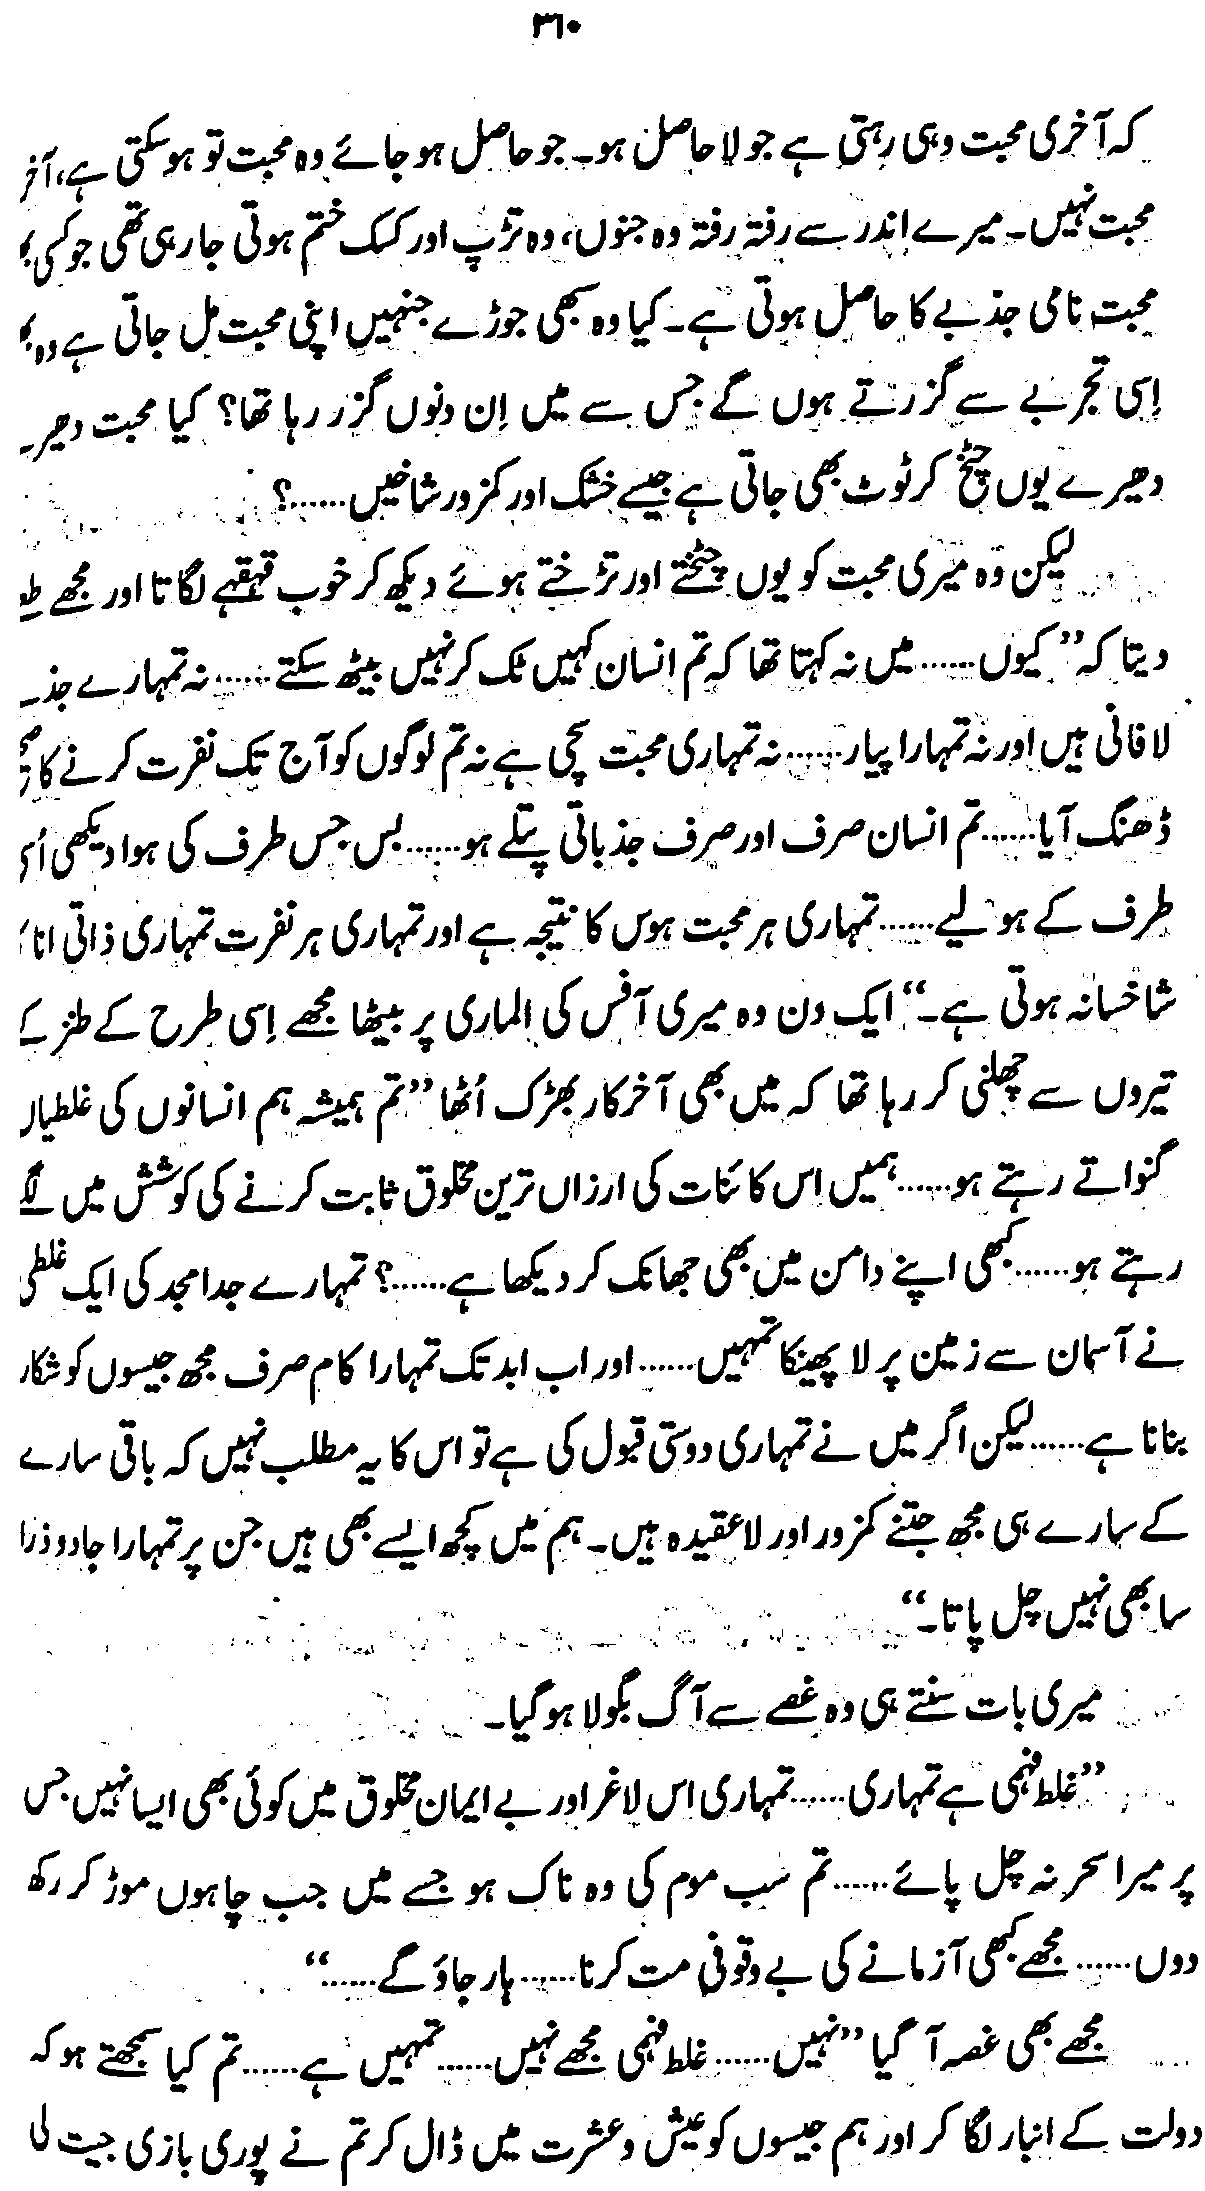 ۳۶۰
کہ آخری محبت وہی رہتی ہے جو لا حاصل ہو۔ جو حاصل ہو جائے وہ محبت تو ہو سکتی ہے، آخر
محبت نہیں۔ میرے اندر سے رفتہ رفتہ وہ جنوں، وہ تڑپ اور کسک ختم ہوتی جا رہی تھی جو کسی
محبت نامی جذبے کا حاصل ہوتی ہے۔ کیا وہ سبھی جوڑے جنہیں اپنی محبت مل جاتی ہے وہ
اِسی تجربے سے گزرتے ہوں گے جس سے میں اِن دنوں گزر رہا تھا؟ کیا محبت دھیر
دھیرے یوں چٹخ کر ٹوٹ بھی جاتی ہے جیسے خشک اور کمزور شاخیں......؟
لیکن وہ میری محبت کو یوں چٹختے اور تڑختے ہوئے دیکھ کر خوب قہقہے لگاتا اور مجھے
دیتا کہ ”کیوں...... میں نہ کہتا تھا کہ تم انسان کہیں ٹک کر نہیں بیٹھ سکتے...... نہ تمہارے جذ
لافانی ہیں اور نہ تمہارا پیار...... نہ تمہاری محبت سچی ہے نہ تم لوگوں کو آج تک نفرت کرنے کا
ڈھنگ آیا...... تم انسان صرف اور صرف جذباتی پتلے ہو...... بس جس طرف کی ہوا دیکھی اُسی
طرف کے ہو لیے...... تمہاری ہر محبت ہوس کا نتیجہ ہے اور تمہاری ہر نفرت تمہاری ذاتی انا
شاخسانہ ہوتی ہے۔“ ایک دن وہ میری آفس کی الماری پر بیٹھا مجھے اِسی طرح کے طنز کے
تیروں سے چھلنی کر رہا تھا کہ میں بھی آخرکار بھڑک اُٹھا ”تم ہمیشہ ہم انسانوں کی غلطیاں
گنواتے رہتے ہو...... ہمیں اِس کائنات کی ارزاں ترین مخلوق ثابت کرنے کی کوشش میں لگے
رہتے ہو...... کبھی اپنے دامن میں بھی جھانک کر دیکھا ہے......؟ تمہارے جدامجد کی ایک غلطی
نے آسمان سے زمین پر لا پھینکا تمہیں...... اور اب ابد تک تمہارا کام صرف مجھ جیسوں کو شکار
بنانا ہے...... لیکن اگر میں نے تمہاری دوستی قبول کی ہے تو اس کا یہ مطلب نہیں کہ باقی سارے
کے سارے ہی مجھ جتنے کمزور اور لاعقیدہ ہیں۔ ہم میں کچھ ایسے بھی ہیں جن پر تمہارا جادو ذرا
سا بھی نہیں چل پاتا۔“
میری بات سنتے ہی وہ غصے سے آگ بگولا ہو گیا۔
”غلط فہمی ہے تمہاری...... تمہاری اس لاغر اور بے ایمان مخلوق میں کوئی بھی ایسا نہیں جس
پر میرا سحر نہ چل پائے...... تم سب موم کی وہ ناک ہو جسے میں جب چاہوں موڑ کر رکھ
دوں...... مجھے کبھی آزمانے کی بے وقوفی مت کرنا...... ہار جاؤ گے......“
مجھے بھی غصہ آ گیا ”نہیں...... غلط فہمی مجھے نہیں...... تمہیں ہے...... تم کیا سمجھتے ہو کہ
دولت کے انبار لگا کر اور ہم جیسوں کو عیش و عشرت میں ڈال کر تم نے پوری بازی جیت لی